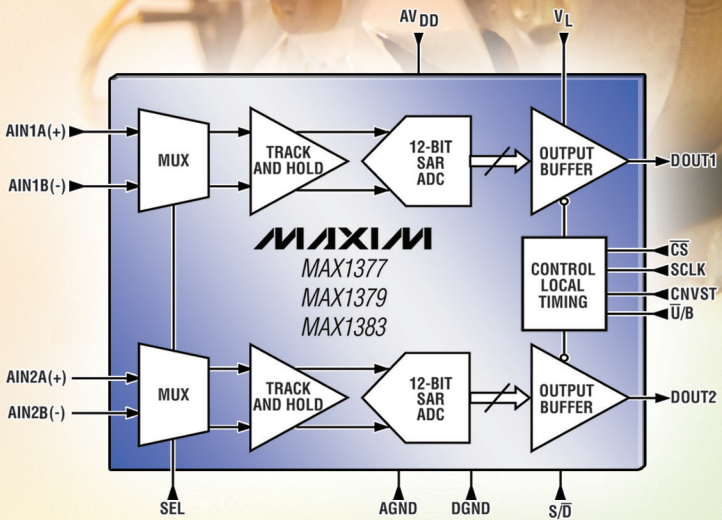 AVDD
VL
AIN1A(+)
MUX
TRACK
AND HOLD
12-BIT
SAR
ADC
OUTPUT
BUFFER
DOUT1
AIN1B(-)
MAXIM
MAX1377
MAX1379
MAX1383
CONTROL
LOCAL
TIMING
C̅S̅
SCLK
CNVST
U̅/B
AIN2A(+)
MUX
TRACK
AND HOLD
12-BIT
SAR
ADC
OUTPUT
BUFFER
DOUT2
AIN2B(-)
SEL
AGND
DGND
S/D̅